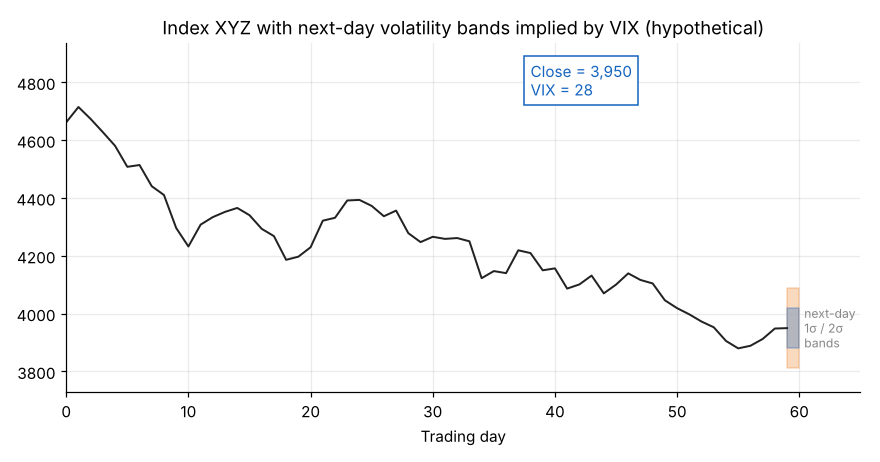 Index XYZ with next-day volatility bands implied by VIX (hypothetical)
Close = 3,950
VIX = 28
4800
4600
4400
4200
4000
3800
next-day
1σ / 2σ
bands
0 10 20 30 40 50 60
Trading day